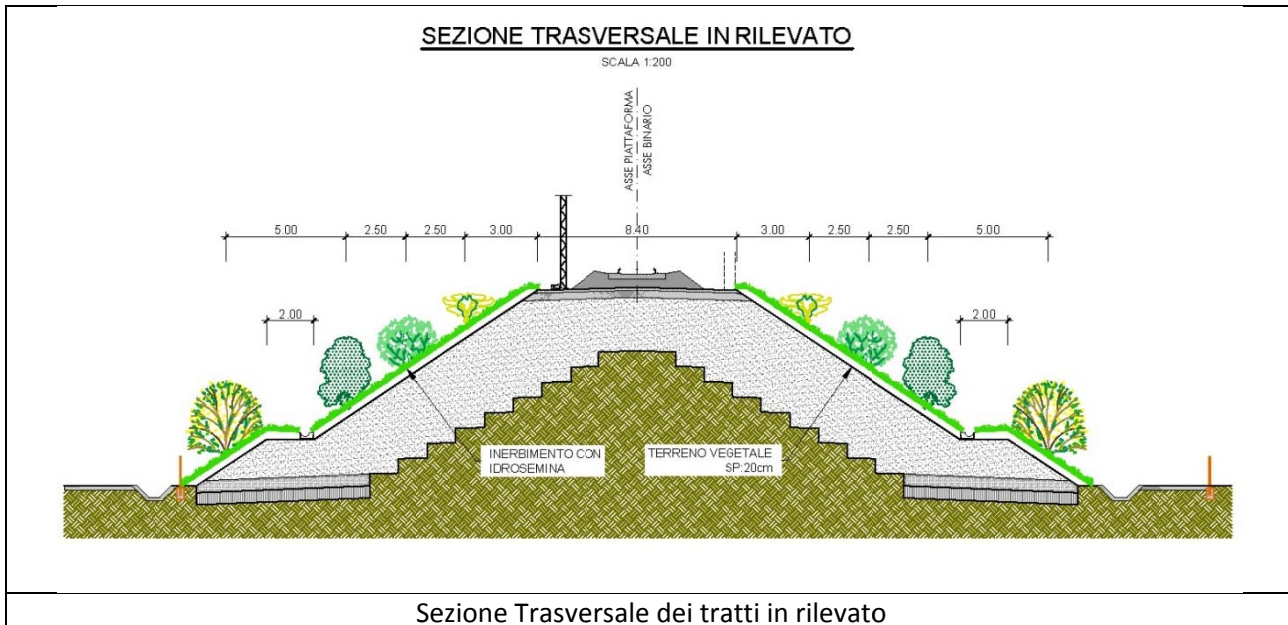 SEZIONE TRASVERSALE IN RILEVATO
SCALA 1:200
ASSE PIATTAFORMA
ASSE BINARIO
5.00 2.50 2.50 3.00 8.40 3.00 2.50 2.50 5.00
2.00 2.00
INERBIMENTO CON
IDROSEMINA
TERRENO VEGETALE
SP:20cm
Sezione Trasversale dei tratti in rilevato